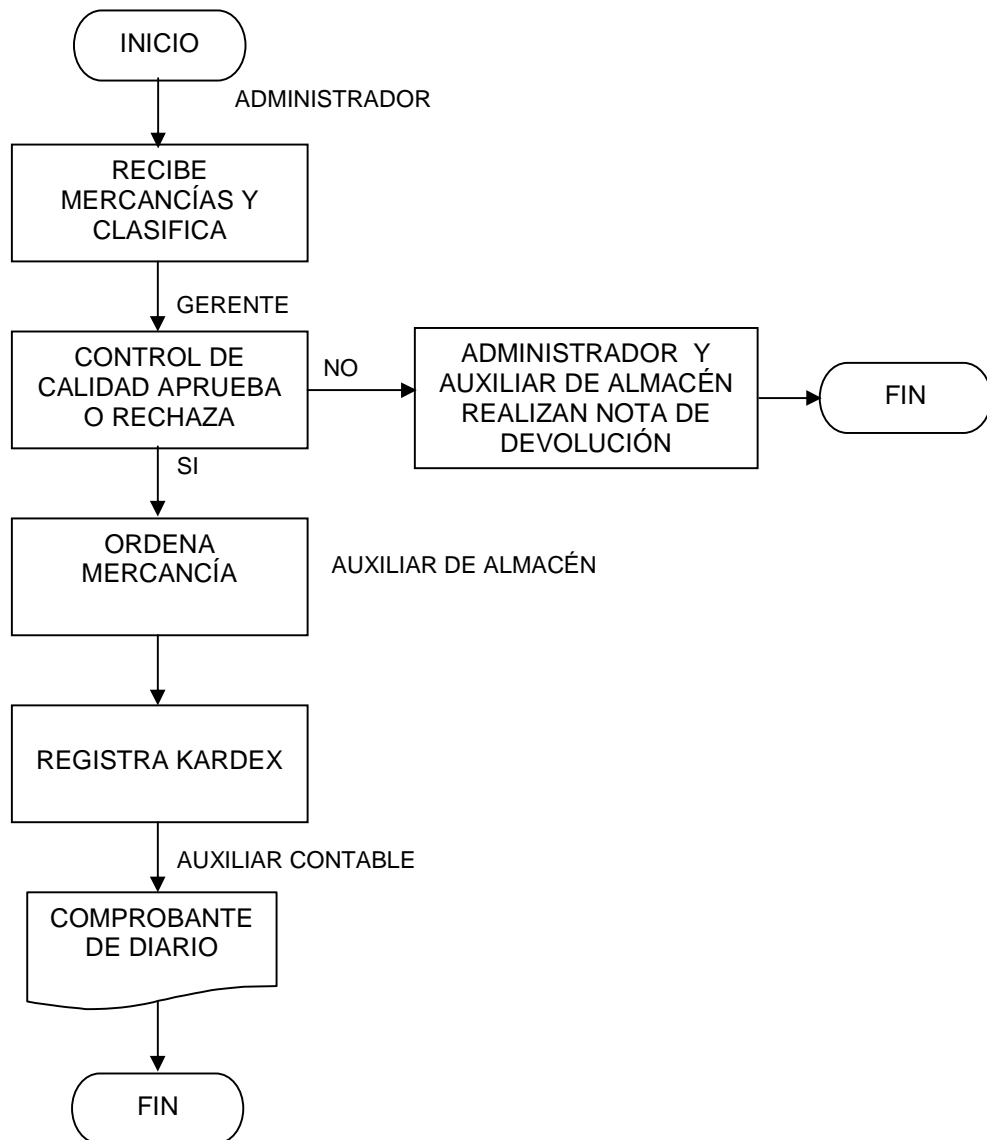 INICIO
ADMINISTRADOR
RECIBE
MERCANCÍAS Y
CLASIFICA
GERENTE
CONTROL DE
CALIDAD APRUEBA
O RECHAZA
NO
ADMINISTRADOR Y
AUXILIAR DE ALMACÉN
REALIZAN NOTA DE
DEVOLUCIÓN
FIN
SI
ORDENA
MERCANCÍA
AUXILIAR DE ALMACÉN
REGISTRA KARDEX
AUXILIAR CONTABLE
COMPROBANTE
DE DIARIO
FIN